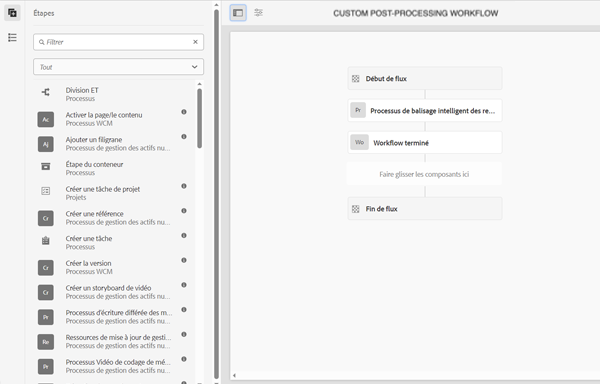 Étapes
Filtrer
Tout
Division ET
Processus
Ac
Activer la page/le contenu
Processus WCM
Aj
Ajouter un filigrane
Processus de gestion des actifs nu...
Étape du conteneur
Processus
Créer une tâche de projet
Projets
Cr
Créer une référence
Processus de gestion des actifs nu...
Créer une tâche
Processus
Cr
Créer la version
Processus WCM
Cr
Créer un storyboard de vidéo
Processus de gestion des actifs nu...
Pr
Processus d'écriture différée des m...
Processus de gestion des actifs nu...
Re
Ressources de mise à jour de gesti...
Processus de gestion des actifs nu...
Pr
Processus Vidéo de codage de mé...
Processus de gestion des actifs nu...
CUSTOM POST-PROCESSING WORKFLOW
Début de flux
Pr
Processus de balisage intelligent des re...
Wo
Workflow terminé
Faire glisser les composants ici
Fin de flux